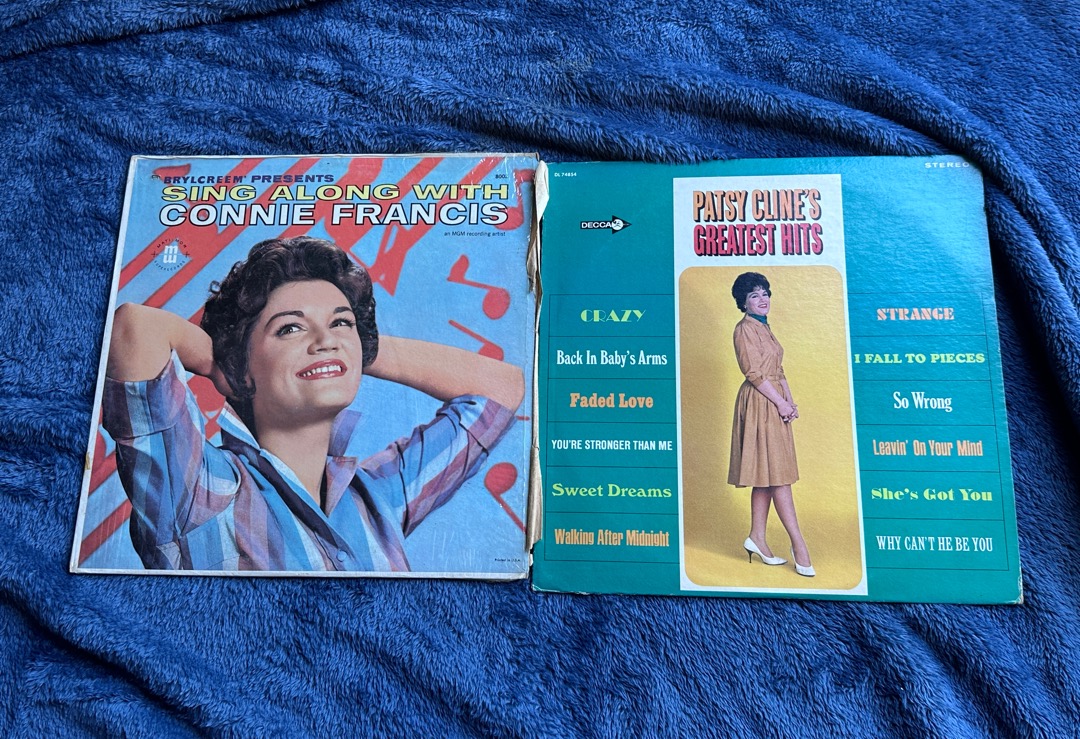 BRYLCREEM PRESENTS
SING ALONG WITH
CONNIE FRANCIS
an MGM recording artist
Printed in U.S.A.
DL 74854
STEREO
DECCA
PATSY CLINE'S
GREATEST HITS
CRAZY
Back In Baby's Arms
Faded Love
YOU'RE STRONGER THAN ME
Sweet Dreams
Walking After Midnight
STRANGE
I FALL TO PIECES
So Wrong
Leavin' On Your Mind
She's Got You
WHY CAN'T HE BE YOU